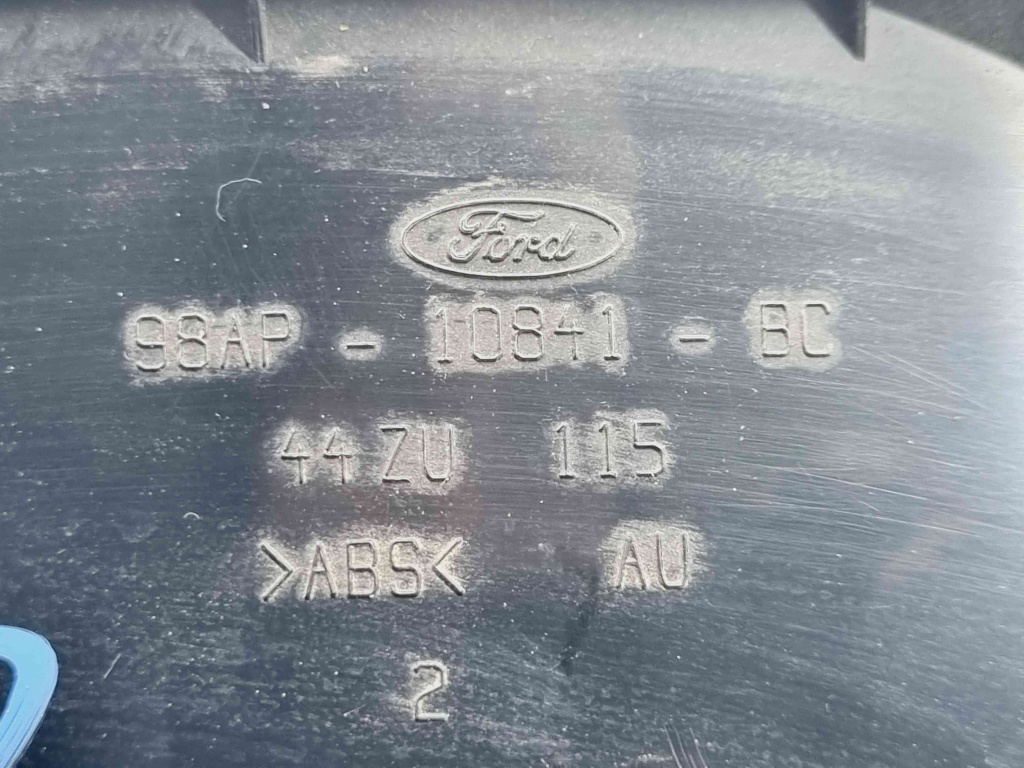 Ford
98AP - 10841 - BC
44 ZU 115
>ABS< AU
2